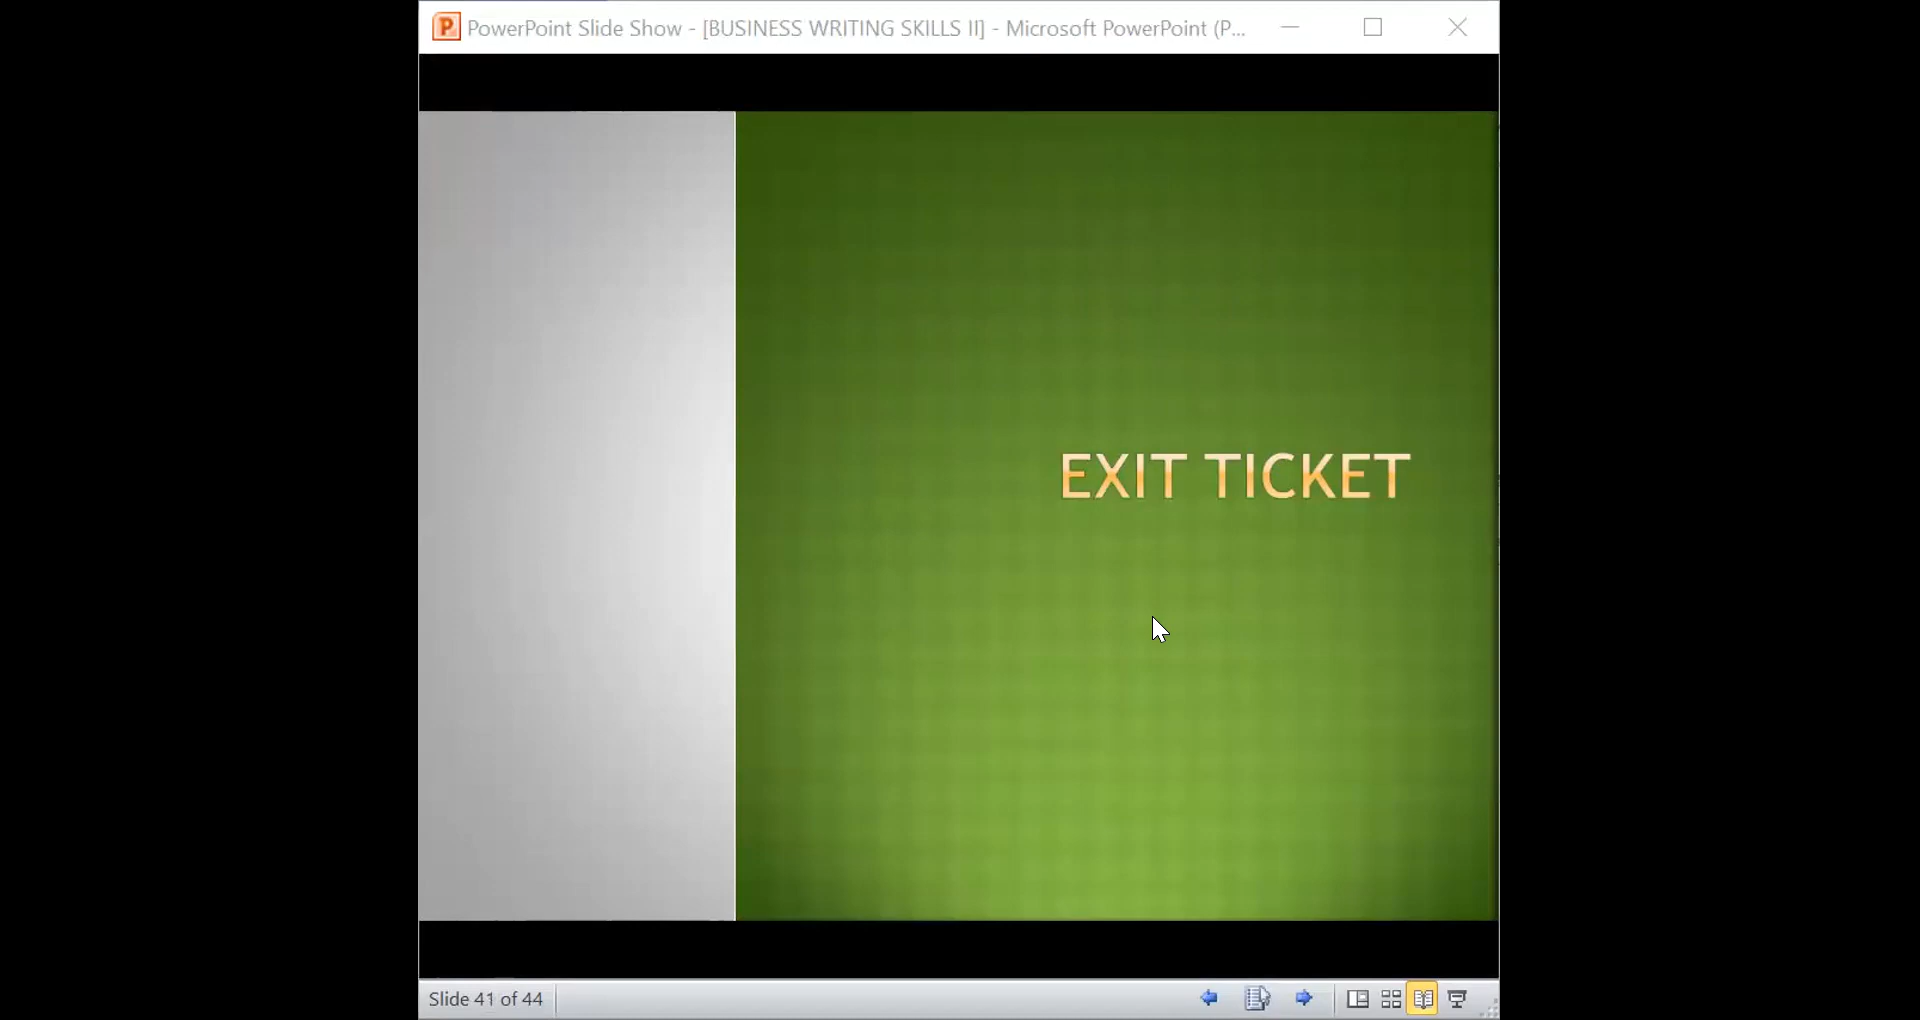 PowerPoint Slide Show - [BUSINESS WRITING SKILLS II] - Microsoft PowerPoint (P...
EXIT TICKET
Slide 41 of 44